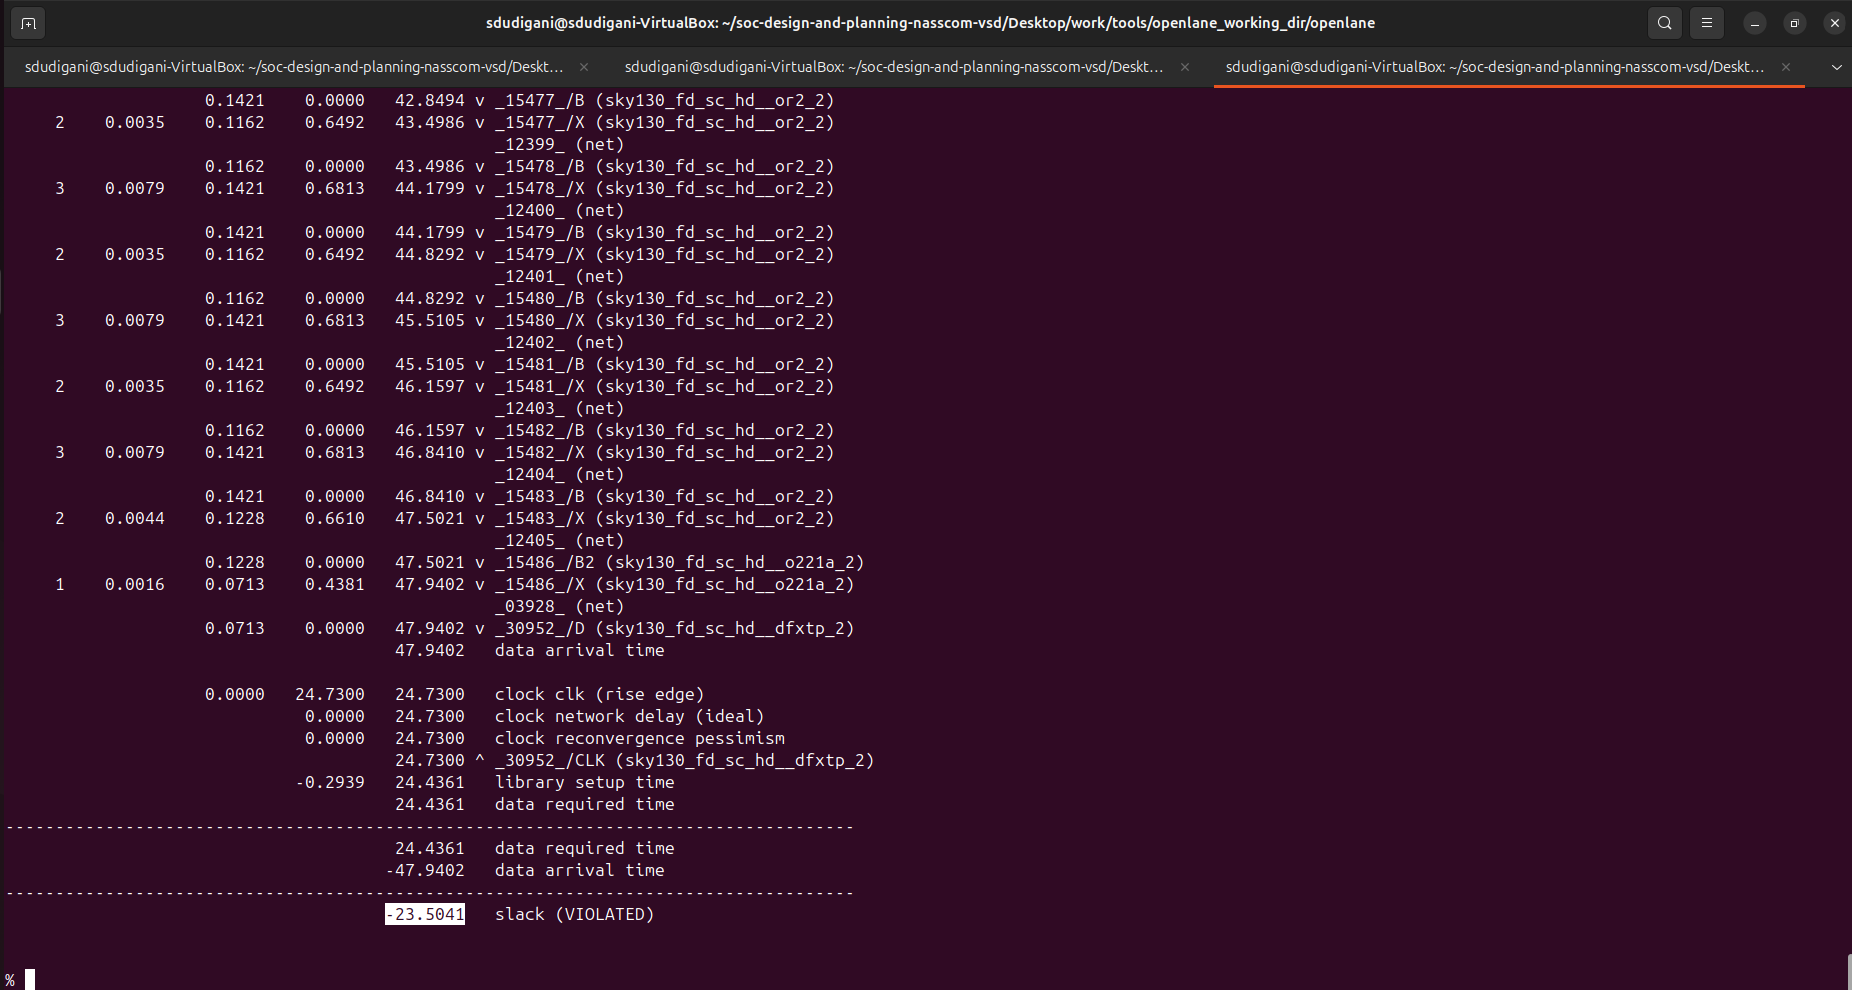 sdudigani@sdudigani-VirtualBox: ~/soc-design-and-planning-nasscom-vsd/Desktop/work/tools/openlane_working_dir/openlane
sdudigani@sdudigani-VirtualBox: ~/soc-design-and-planning-nasscom-vsd/Deskt... × sdudigani@sdudigani-VirtualBox: ~/soc-design-and-planning-nasscom-vsd/Deskt... × sdudigani@sdudigani-VirtualBox: ~/soc-design-and-planning-nasscom-vsd/Deskt... ×
0.1421 0.0000 42.8494 v _15477_/B (sky130_fd_sc_hd__or2_2)
2 0.0035 0.1162 0.6492 43.4986 v _15477_/X (sky130_fd_sc_hd__or2_2)
_12399_ (net)
0.1162 0.0000 43.4986 v _15478_/B (sky130_fd_sc_hd__or2_2)
3 0.0079 0.1421 0.6813 44.1799 v _15478_/X (sky130_fd_sc_hd__or2_2)
_12400_ (net)
0.1421 0.0000 44.1799 v _15479_/B (sky130_fd_sc_hd__or2_2)
2 0.0035 0.1162 0.6492 44.8292 v _15479_/X (sky130_fd_sc_hd__or2_2)
_12401_ (net)
0.1162 0.0000 44.8292 v _15480_/B (sky130_fd_sc_hd__or2_2)
3 0.0079 0.1421 0.6813 45.5105 v _15480_/X (sky130_fd_sc_hd__or2_2)
_12402_ (net)
0.1421 0.0000 45.5105 v _15481_/B (sky130_fd_sc_hd__or2_2)
2 0.0035 0.1162 0.6492 46.1597 v _15481_/X (sky130_fd_sc_hd__or2_2)
_12403_ (net)
0.1162 0.0000 46.1597 v _15482_/B (sky130_fd_sc_hd__or2_2)
3 0.0079 0.1421 0.6813 46.8410 v _15482_/X (sky130_fd_sc_hd__or2_2)
_12404_ (net)
0.1421 0.0000 46.8410 v _15483_/B (sky130_fd_sc_hd__or2_2)
2 0.0044 0.1228 0.6610 47.5021 v _15483_/X (sky130_fd_sc_hd__or2_2)
_12405_ (net)
0.1228 0.0000 47.5021 v _15486_/B2 (sky130_fd_sc_hd__o221a_2)
1 0.0016 0.0713 0.4381 47.9402 v _15486_/X (sky130_fd_sc_hd__o221a_2)
_03928_ (net)
0.0713 0.0000 47.9402 v _30952_/D (sky130_fd_sc_hd__dfxtp_2)
47.9402 data arrival time
0.0000 24.7300 24.7300 clock clk (rise edge)
0.0000 24.7300 clock network delay (ideal)
0.0000 24.7300 clock reconvergence pessimism
24.7300 ^ _30952_/CLK (sky130_fd_sc_hd__dfxtp_2)
-0.2939 24.4361 library setup time
24.4361 data required time
-------------------------------------------------------------------------------------
24.4361 data required time
-47.9402 data arrival time
-------------------------------------------------------------------------------------
-23.5041 slack (VIOLATED)
%